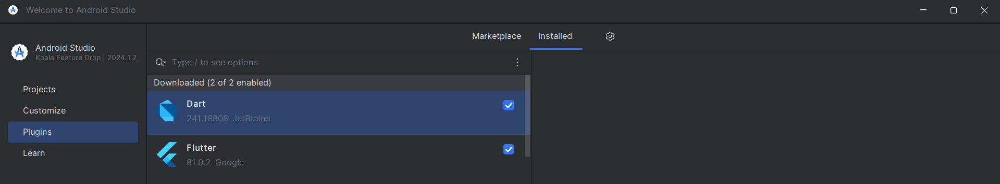 Welcome to Android Studio
Android Studio
Koala Feature Drop | 2024.1.2
Projects
Customize
Plugins
Learn
Marketplace Installed
Type / to see options
Downloaded (2 of 2 enabled)
Dart
241.18808 JetBrains
Flutter
81.0.2 Google